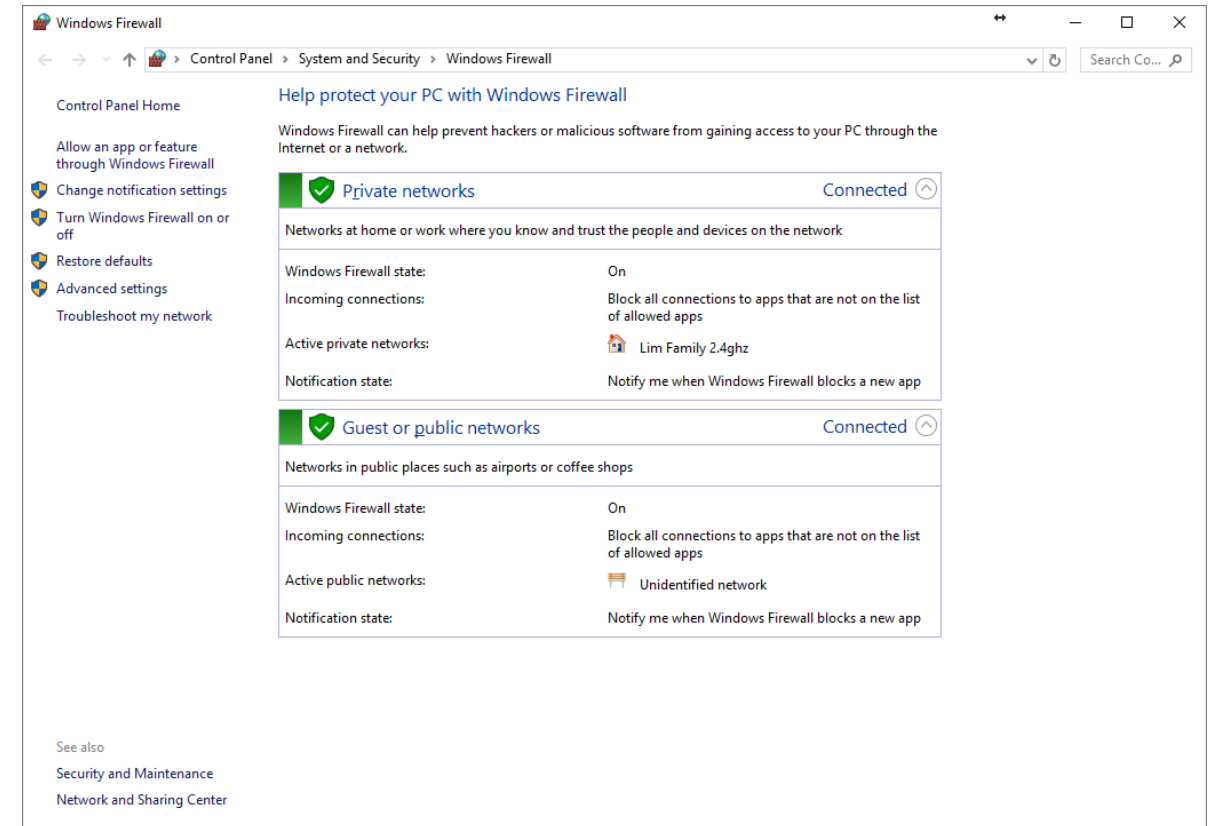 Windows Firewall
Control Panel > System and Security > Windows Firewall
Search Co...
Control Panel Home
Allow an app or feature
through Windows Firewall
Change notification settings
Turn Windows Firewall on or
off
Restore defaults
Advanced settings
Troubleshoot my network
Help protect your PC with Windows Firewall
Windows Firewall can help prevent hackers or malicious software from gaining access to your PC through the
Internet or a network.
Private networks Connected
Networks at home or work where you know and trust the people and devices on the network
Windows Firewall state: On
Incoming connections: Block all connections to apps that are not on the list
of allowed apps
Active private networks: Lim Family 2.4ghz
Notification state: Notify me when Windows Firewall blocks a new app
Guest or public networks Connected
Networks in public places such as airports or coffee shops
Windows Firewall state: On
Incoming connections: Block all connections to apps that are not on the list
of allowed apps
Active public networks: Unidentified network
Notification state: Notify me when Windows Firewall blocks a new app
See also
Security and Maintenance
Network and Sharing Center